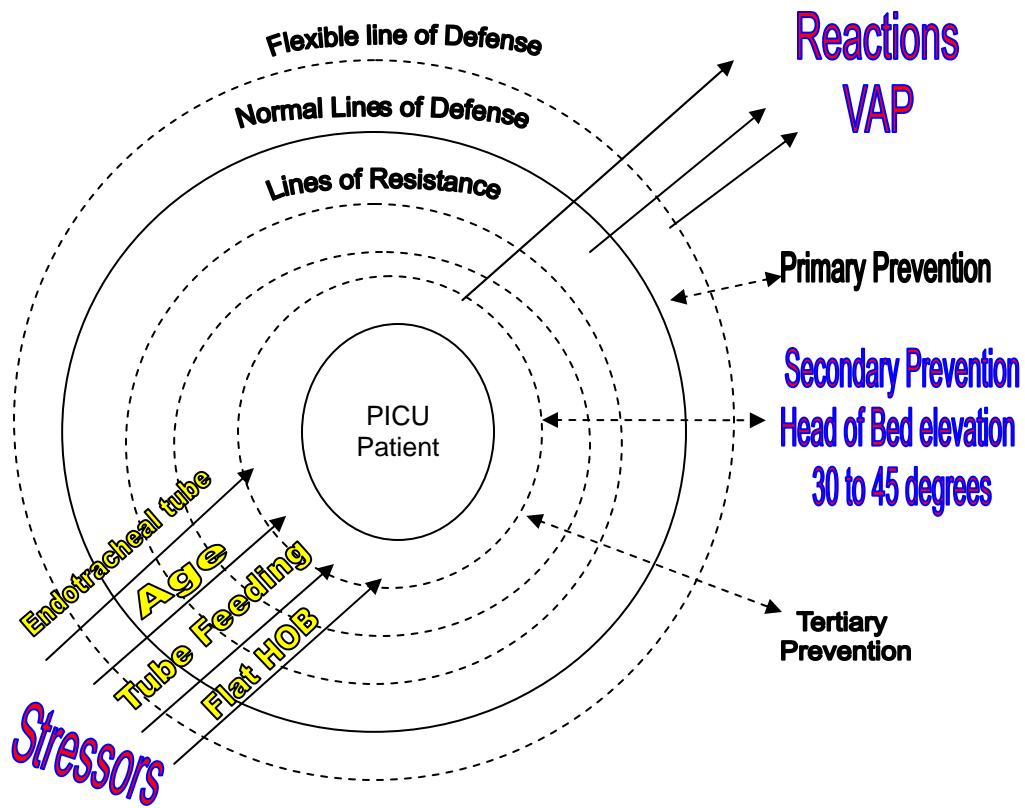 Flexible line of Defense
Normal Lines of Defense
Lines of Resistance
Reactions
VAP
Primary Prevention
Secondary Prevention
Head of Bed elevation
30 to 45 degrees
PICU
Patient
Endotracheal tube
Age
Tube Feeding
Flat HOB
Stressors
Tertiary
Prevention